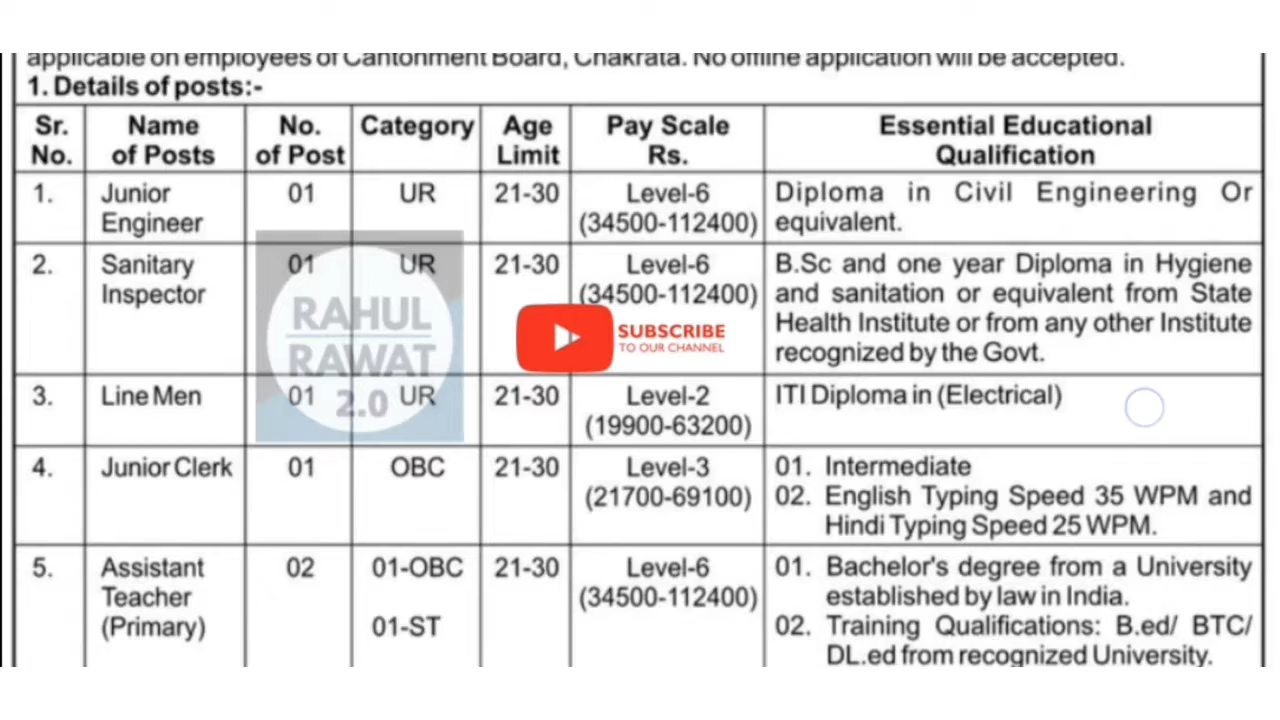 applicable on employees of Cantonment Board, Chakrata. No offline application will be accepted.
1. Details of posts:-
Sr. No. Name of Posts No. of Post Category Age Limit Pay Scale Rs. Essential Educational Qualification
1. Junior Engineer 01 UR 21-30 Level-6 (34500-112400) Diploma in Civil Engineering Or equivalent.
2. Sanitary Inspector 01 UR 21-30 Level-6 (34500-112400) B.Sc and one year Diploma in Hygiene and sanitation or equivalent from State Health Institute or from any other Institute recognized by the Govt.
RAHUL
RAWAT
2.0
SUBSCRIBE
TO OUR CHANNEL
3. Line Men 01 UR 21-30 Level-2 (19900-63200) ITI Diploma in (Electrical)
4. Junior Clerk 01 OBC 21-30 Level-3 (21700-69100) 01. Intermediate
02. English Typing Speed 35 WPM and Hindi Typing Speed 25 WPM.
5. Assistant Teacher (Primary) 02 01-OBC 01-ST 21-30 Level-6 (34500-112400) 01. Bachelor's degree from a University established by law in India.
02. Training Qualifications: B.ed/ BTC/ DL.ed from recognized University.